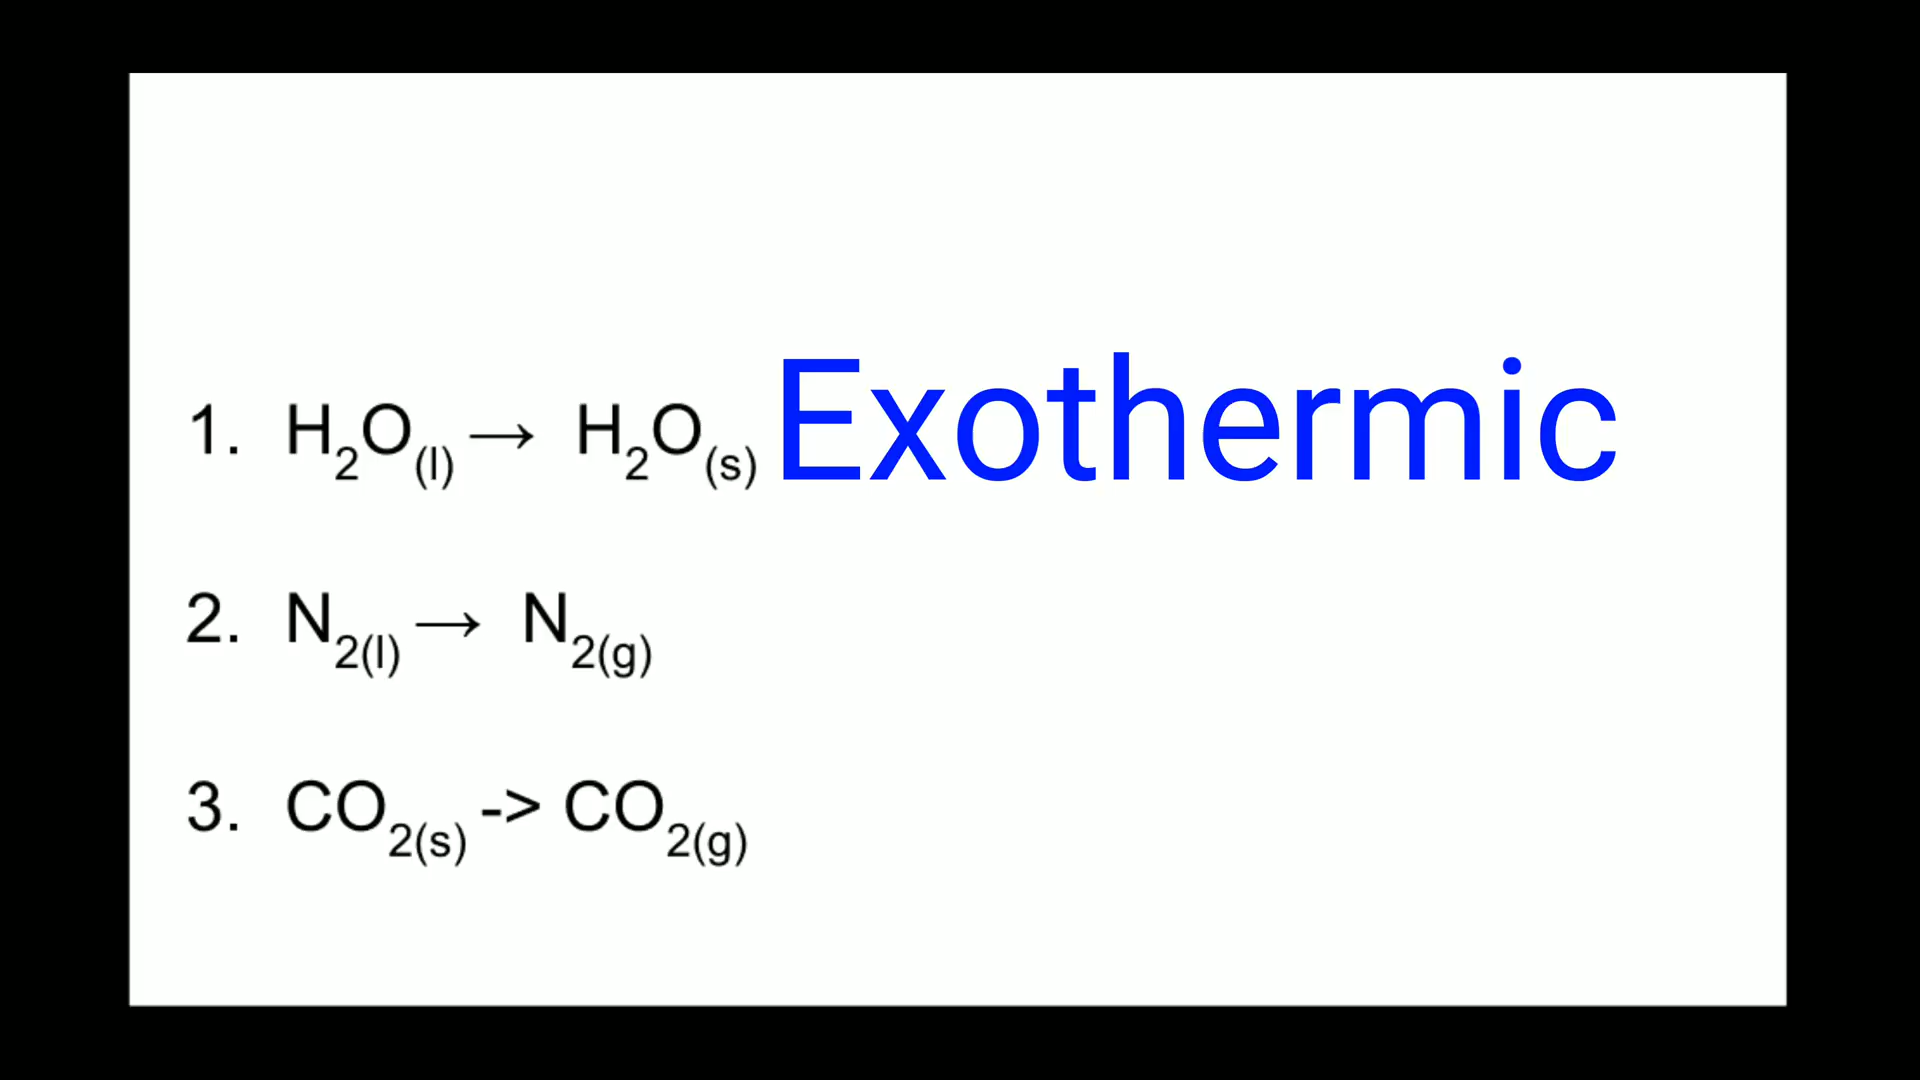 1. H₂O₍ₗ₎ → H₂O₍ₛ₎ Exothermic
2. N₂₍ₗ₎ → N₂(g)
3. CO₂₍ₛ₎ -> CO₂(g)